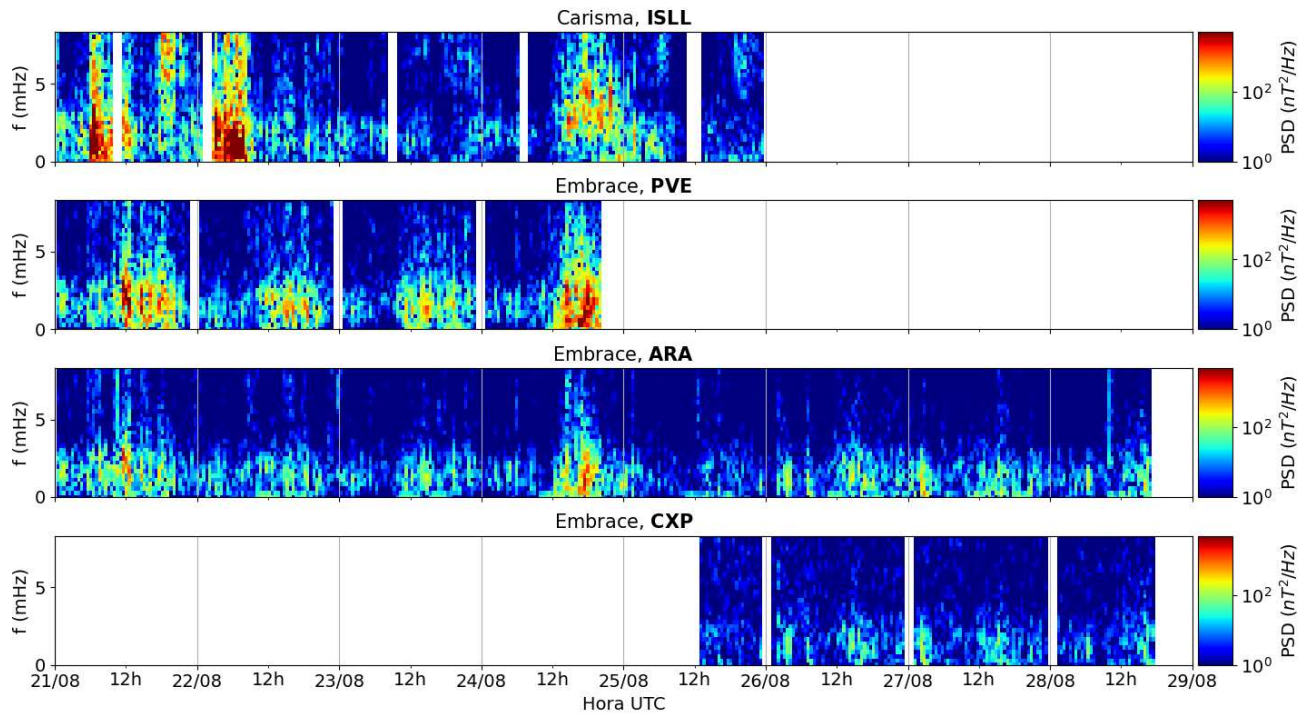 Carisma, ISLL
f (mHz)
5
0
10²
10⁰
PSD (nT²/Hz)
Embrace, PVE
f (mHz)
5
0
10²
10⁰
PSD (nT²/Hz)
Embrace, ARA
f (mHz)
5
0
10²
10⁰
PSD (nT²/Hz)
Embrace, CXP
f (mHz)
5
0
10²
10⁰
PSD (nT²/Hz)
21/08 12h 22/08 12h 23/08 12h 24/08 12h 25/08 12h 26/08 12h 27/08 12h 28/08 12h 29/08
Hora UTC